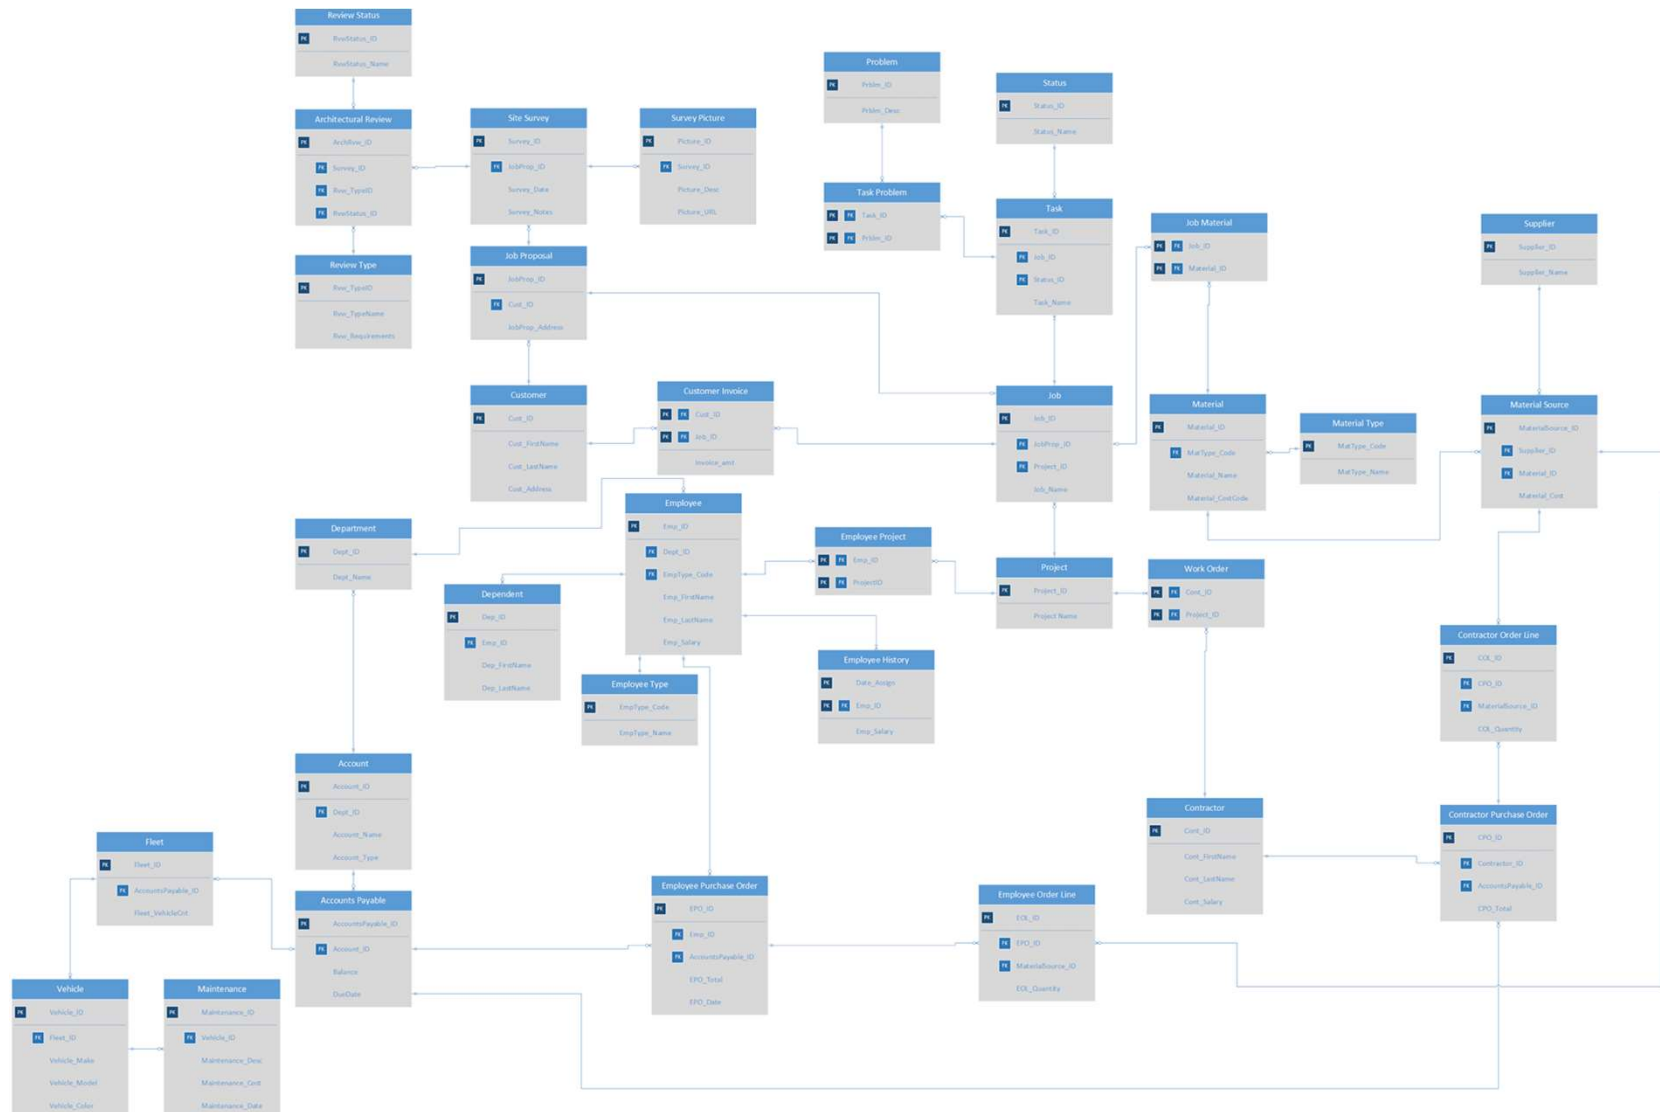 Review Status
PK RvwStatus_ID
RvwStatus_Name
Architectural Review
PK ArchRvw_ID
FK Survey_ID
FK Rvw_TypeID
FK RvwStatus_ID
Review Type
PK Rvw_TypeID
Rvw_TypeName
Rvw_Requirements
Site Survey
PK Survey_ID
FK JobProp_ID
Survey_Date
Survey_Notes
Survey Picture
PK Picture_ID
FK Survey_ID
Picture_Desc
Picture_URL
Job Proposal
PK JobProp_ID
FK Cust_ID
JobProp_Address
Customer
PK Cust_ID
Cust_FirstName
Cust_LastName
Cust_Address
Customer Invoice
PK FK Cust_ID
PK FK Job_ID
invoice_amt
Problem
PK Prblm_ID
Prblm_Desc
Task Problem
PK FK Task_ID
PK FK Prblm_ID
Status
PK Status_ID
Status_Name
Task
PK Task_ID
FK Job_ID
FK Status_ID
Task_Name
Job
PK Job_ID
FK JobProp_ID
FK Project_ID
Job_Name
Job Material
PK FK Job_ID
PK FK Material_ID
Material
PK Material_ID
FK MatType_Code
Material_Name
Material_CostCode
Material Type
PK MatType_Code
MatType_Name
Supplier
PK Supplier_ID
Supplier_Name
Material Source
PK MaterialSource_ID
FK Supplier_ID
FK Material_ID
Material_Cost
Department
PK Dept_ID
Dept_Name
Employee
PK Emp_ID
FK Dept_ID
FK EmpType_Code
Emp_FirstName
Emp_LastName
Emp_Salary
Dependent
PK Dep_ID
FK Emp_ID
Dep_FirstName
Dep_LastName
Employee Type
PK EmpType_Code
EmpType_Name
Employee Project
PK FK Emp_ID
PK FK ProjectID
Employee History
PK Date_Assign
PK FK Emp_ID
Emp_Salary
Project
PK Project_ID
Project Name
Work Order
PK FK Cont_ID
PK FK Project_ID
Contractor Order Line
PK COL_ID
FK CPO_ID
FK MaterialSource_ID
COL_Quantity
Account
PK Account_ID
FK Dept_ID
Account_Name
Account_Type
Contractor
PK Cont_ID
Cont_FirstName
Cont_LastName
Cont_Salary
Contractor Purchase Order
PK CPO_ID
FK Contractor_ID
FK AccountsPayable_ID
CPO_Total
Fleet
PK Fleet_ID
FK AccountsPayable_ID
Fleet_VehicleCnt
Accounts Payable
PK AccountsPayable_ID
FK Account_ID
Balance
DueDate
Employee Purchase Order
PK EPO_ID
FK Emp_ID
FK AccountsPayable_ID
EPO_Total
EPO_Date
Employee Order Line
PK EOL_ID
FK EPO_ID
FK MaterialSource_ID
EOL_Quantity
Vehicle
PK Vehicle_ID
FK Fleet_ID
Vehicle_Make
Vehicle_Model
Vehicle_Color
Maintenance
PK Maintenance_ID
FK Vehicle_ID
Maintenance_Desc
Maintenance_Cost
Maintenance_Date